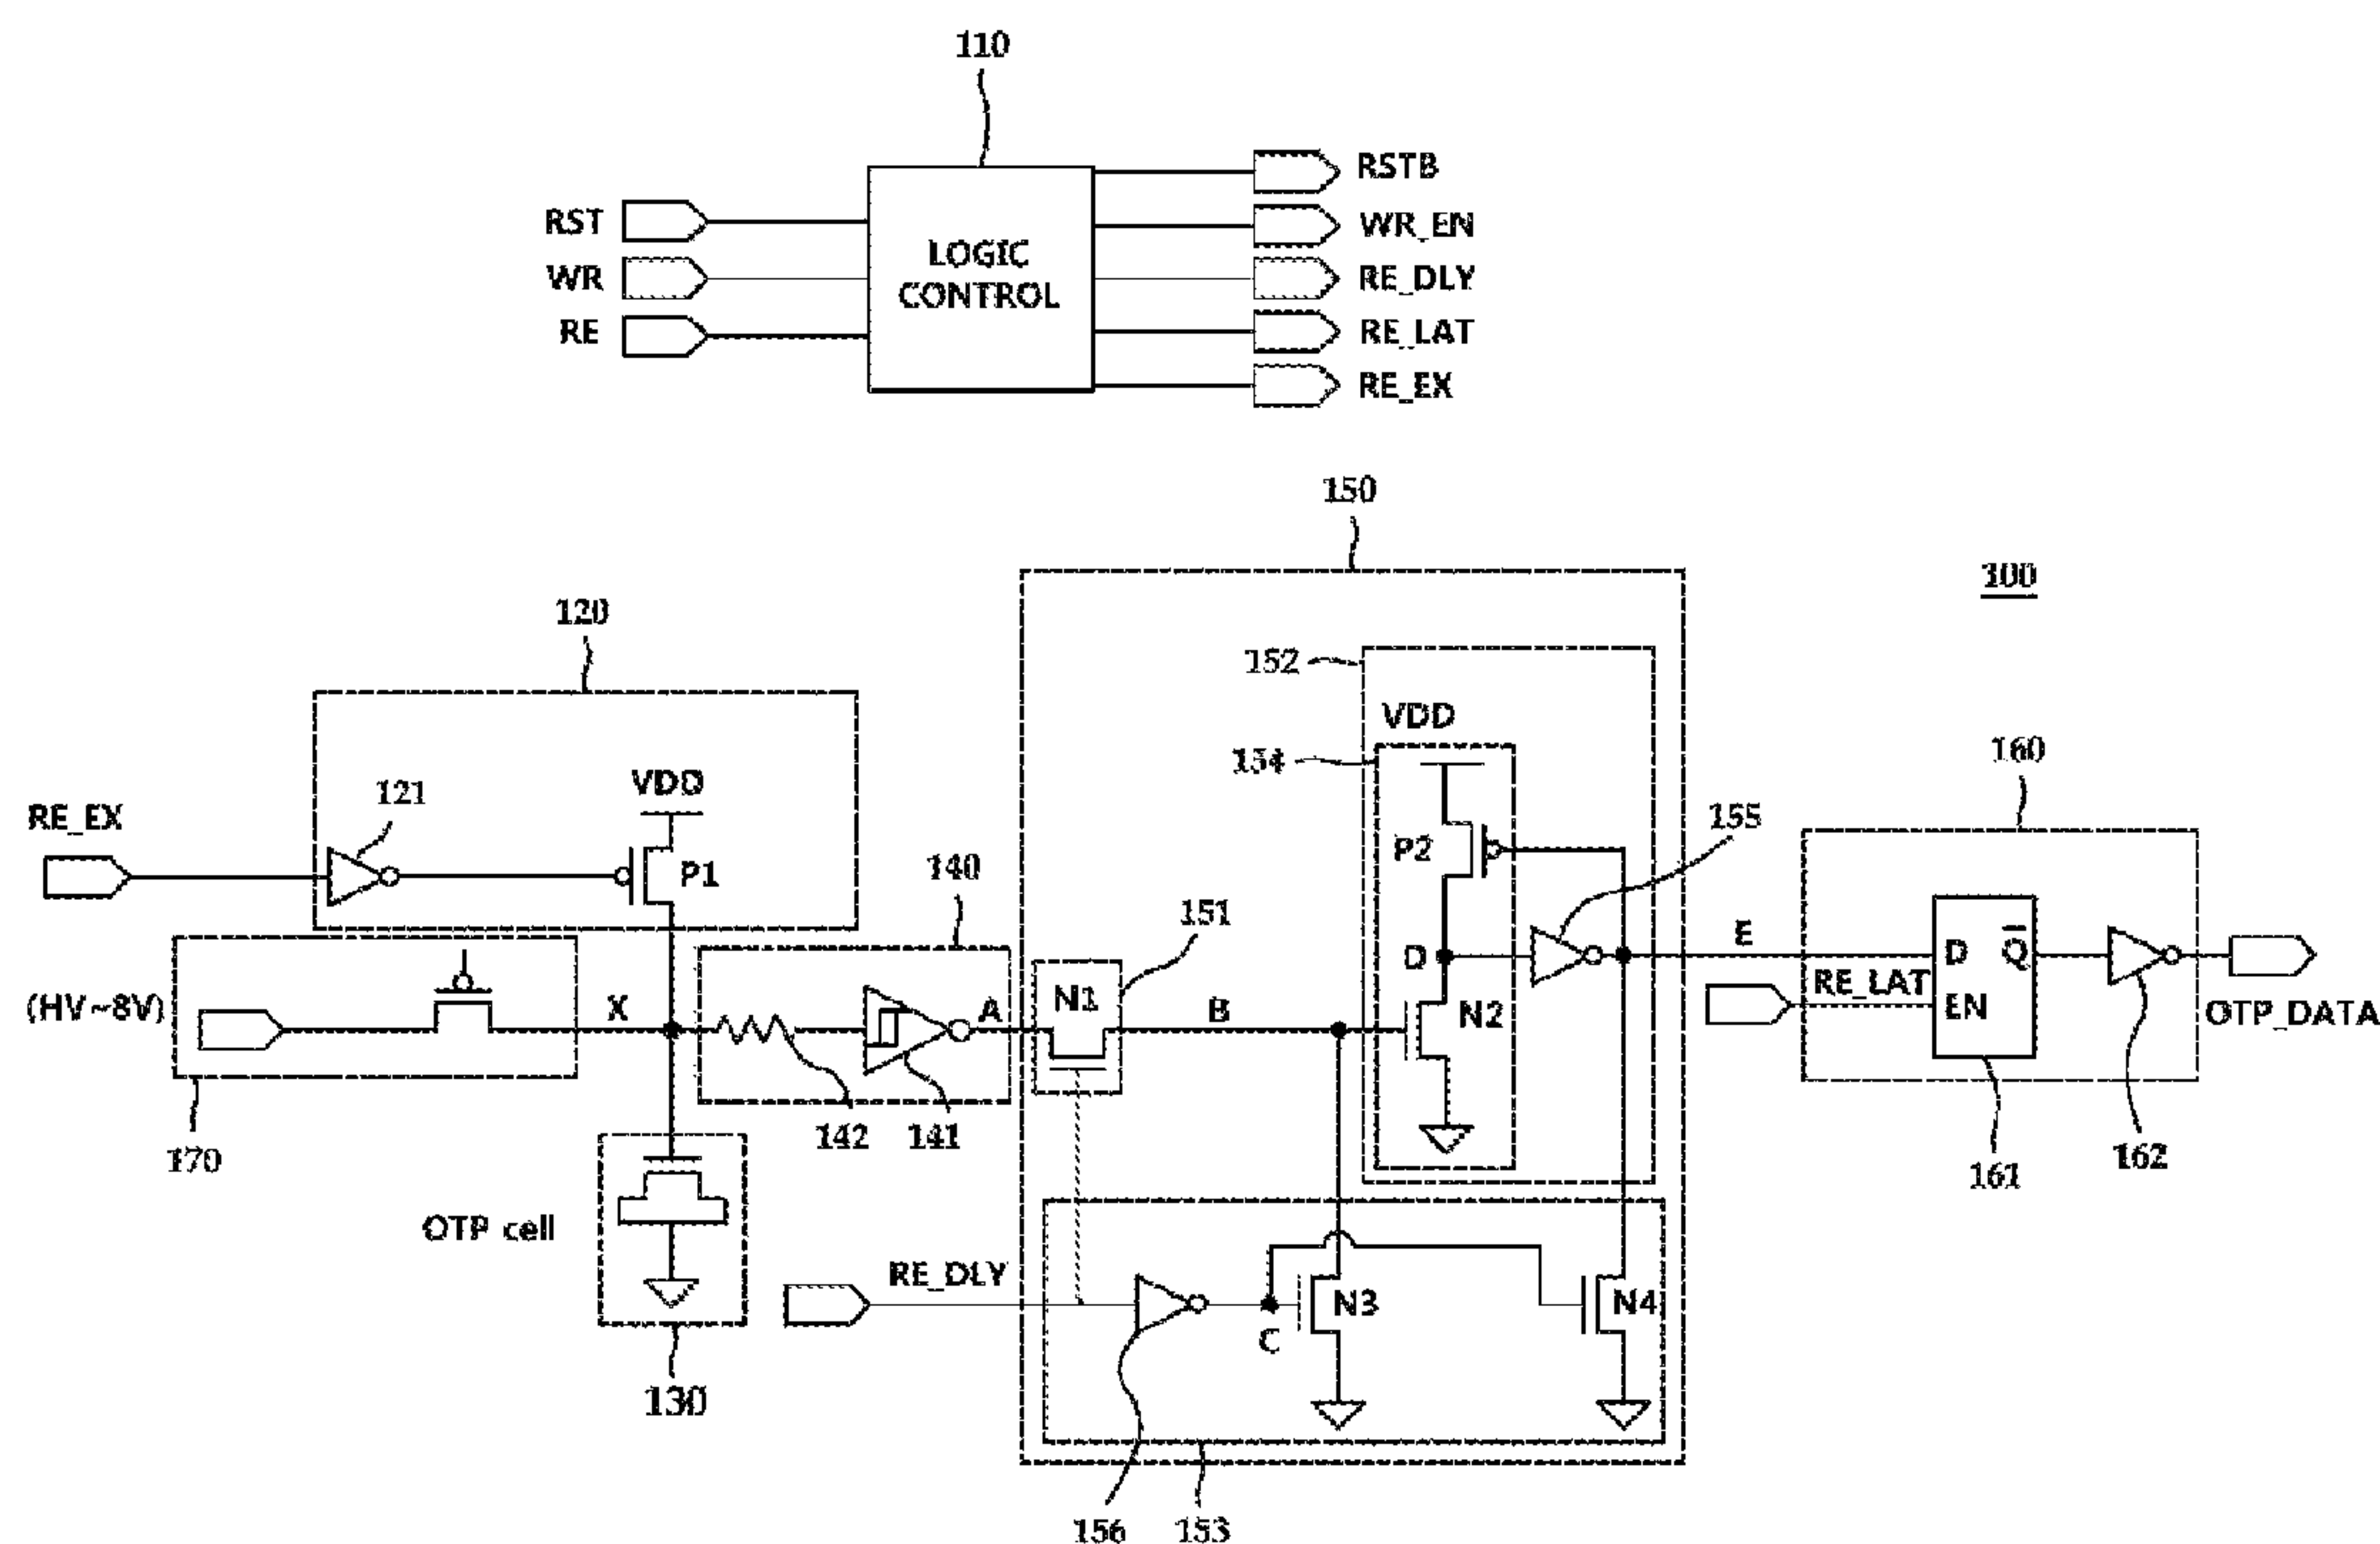 110
RSTB
RST
WR_EN
LOGIC
CONTROL
WR
RE_DLY
RE
RE_LAT
RE_EX
150
100
120
152
VDD
154
160
121
VDD
155
RE_EX
P1
P2
140
151
E
D
Q
N1
D
RE_LAT
(HV~8V)
X
A
B
N2
EN
OTP_DATA
142
141
170
161
162
OTP cell
RE_DLY
N3
N4
C
130
156
153